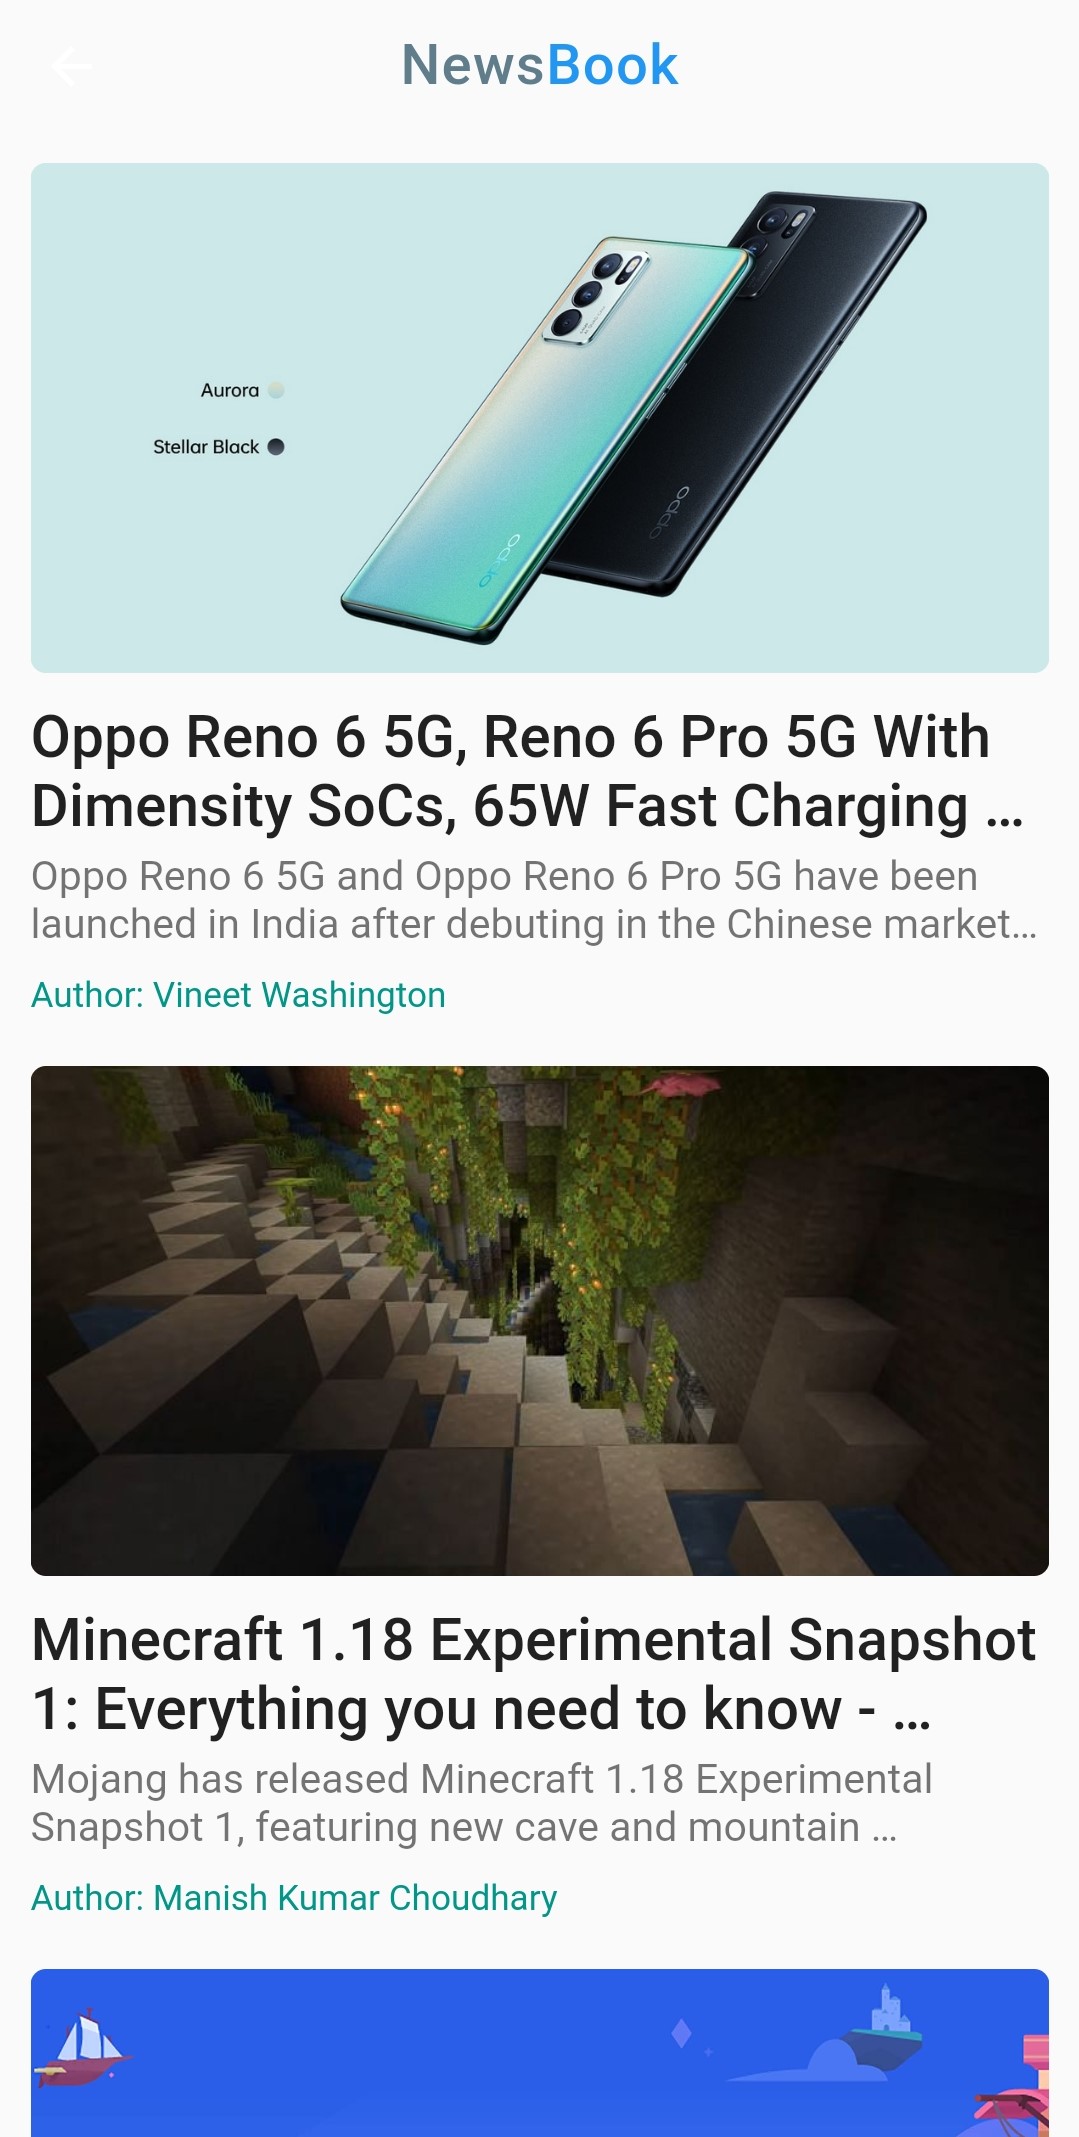 NewsBook
Aurora
Stellar Black
oppo
oppo
Oppo Reno 6 5G, Reno 6 Pro 5G With
Dimensity SoCs, 65W Fast Charging …
Oppo Reno 6 5G and Oppo Reno 6 Pro 5G have been
launched in India after debuting in the Chinese market…
Author: Vineet Washington
Minecraft 1.18 Experimental Snapshot
1: Everything you need to know - …
Mojang has released Minecraft 1.18 Experimental
Snapshot 1, featuring new cave and mountain …
Author: Manish Kumar Choudhary